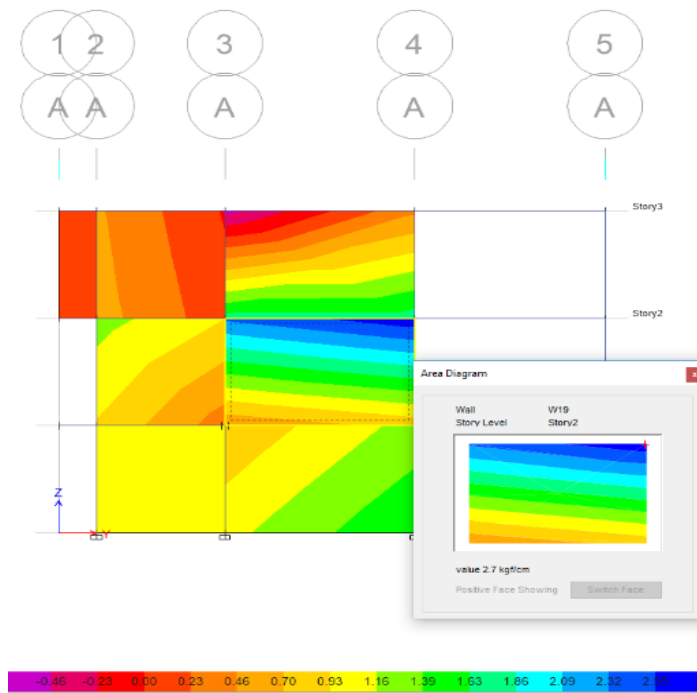 1 2 3 4 5
A A A A A
Story3
Story2
Area Diagram
x
Wall W19
Story Level Story2
value 2.7 kgf/cm
Positive Face Showing Switch Face
Z
Y
-0.46 -0.23 0.00 0.23 0.46 0.70 0.93 1.16 1.39 1.63 1.86 2.09 2.32